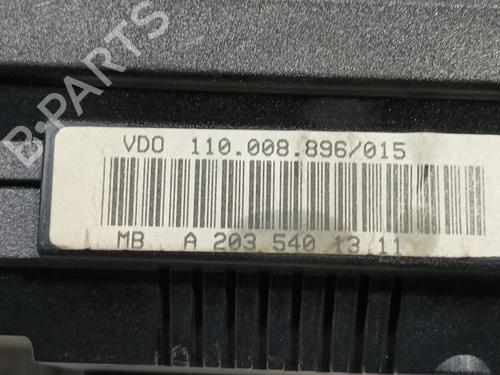 B-PARTS
VDO 110.008.896/015
MB A 203 540 13 11